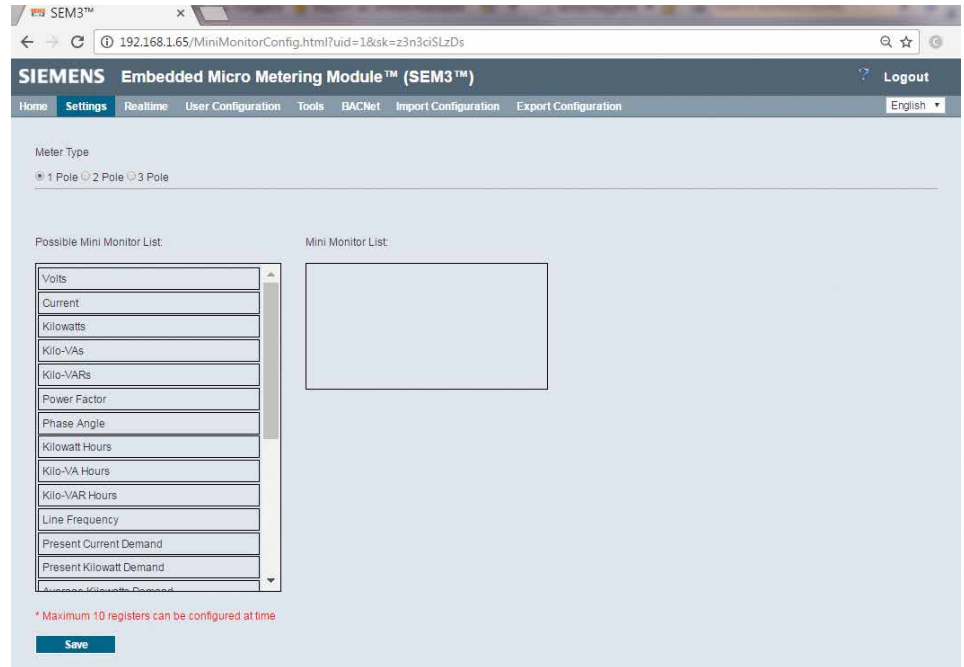 SEM3™ ×
192.168.1.65/MiniMonitorConfig.html?uid=1&sk=z3n3ciSLzDs
SIEMENS Embedded Micro Metering Module™ (SEM3™) ? Logout
Home Settings Realtime User Configuration Tools BACNet Import Configuration Export Configuration English
Meter Type
1 Pole 2 Pole 3 Pole
Possible Mini Monitor List: Mini Monitor List:
Volts
Current
Kilowatts
Kilo-VAs
Kilo-VARs
Power Factor
Phase Angle
Kilowatt Hours
Kilo-VA Hours
Kilo-VAR Hours
Line Frequency
Present Current Demand
Present Kilowatt Demand
Average Kilowatts Demand
* Maximum 10 registers can be configured at time
Save